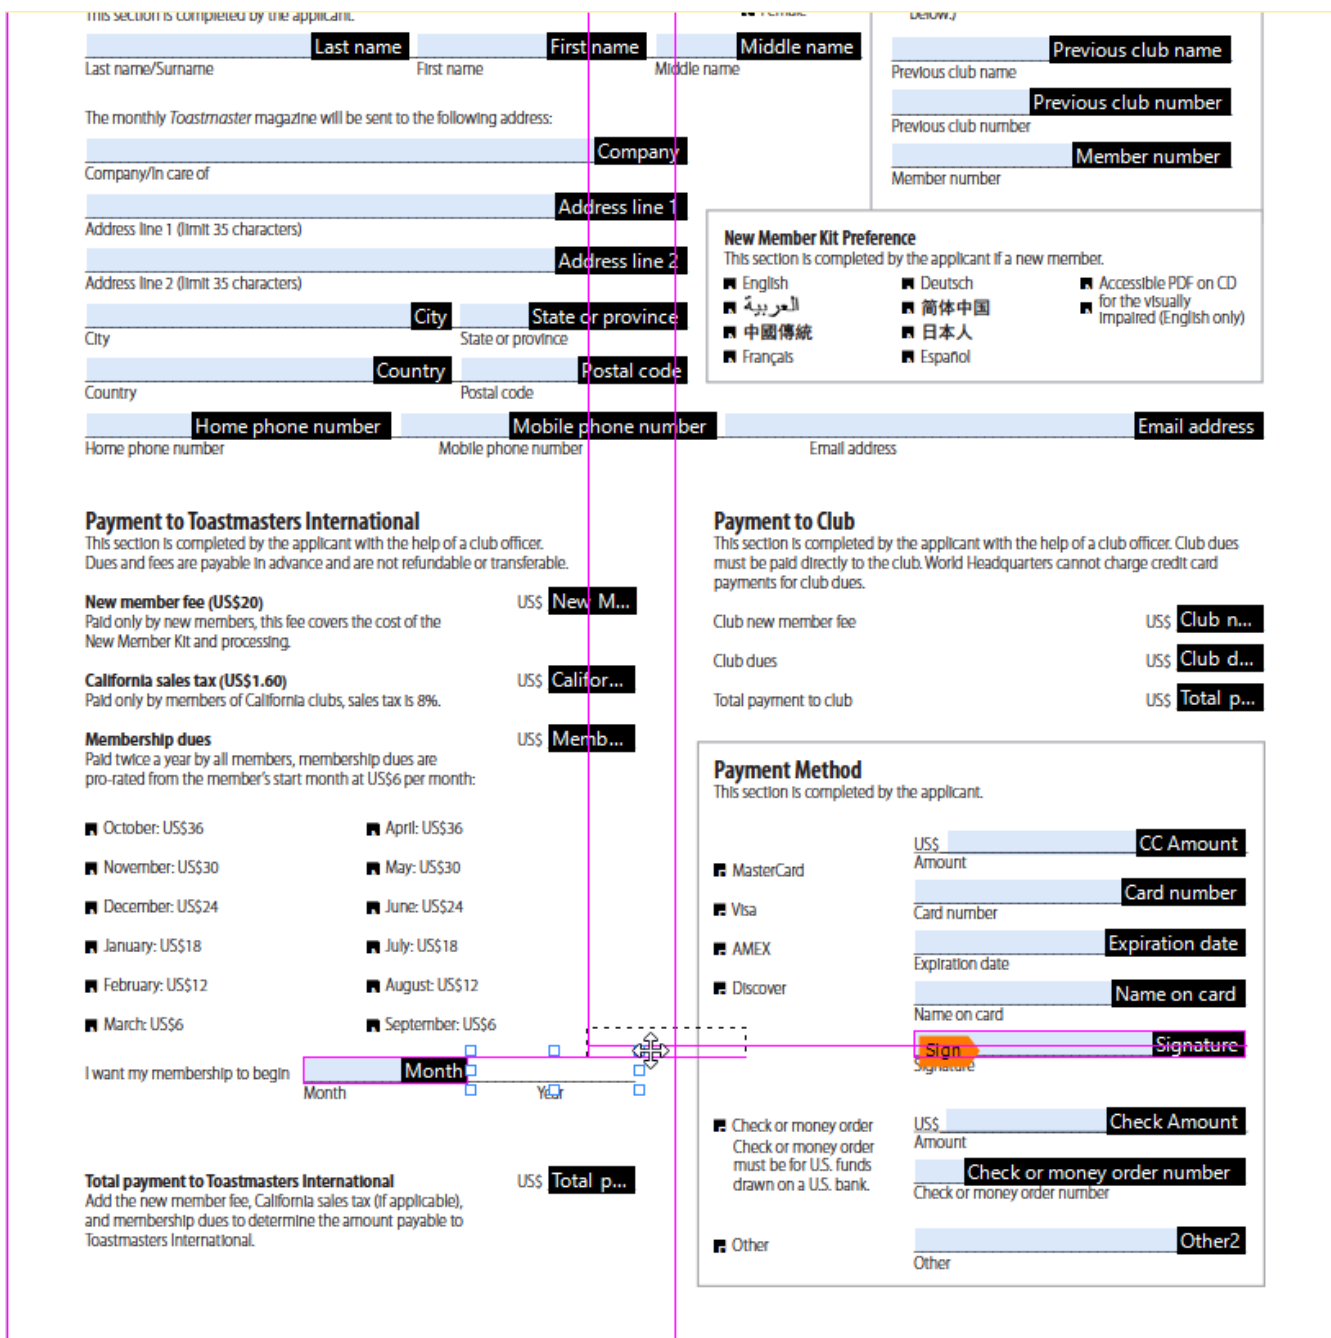 This section is completed by the applicant.
Female
below.)
Last name
First name
Middle name
Last name/Surname
First name
Middle name
Previous club name
Previous club name
Previous club number
Previous club number
Member number
Member number
The monthly Toastmaster magazine will be sent to the following address:
Company
Company/In care of
Address line 1
Address line 1 (limit 35 characters)
Address line 2
Address line 2 (limit 35 characters)
City
State or province
City
State or province
Country
Postal code
Country
Postal code
New Member Kit Preference
This section is completed by the applicant if a new member.
English
Deutsch
Accessible PDF on CD
for the visually
impaired (English only)
العربية
简体中国
中國傳統
日本人
Français
Español
Home phone number
Mobile phone number
Email address
Home phone number
Mobile phone number
Email address
Payment to Toastmasters International
This section is completed by the applicant with the help of a club officer.
Dues and fees are payable in advance and are not refundable or transferable.
New member fee (US$20)
US$ New M...
Paid only by new members, this fee covers the cost of the
New Member Kit and processing.
California sales tax (US$1.60)
US$ Califor...
Paid only by members of California clubs, sales tax is 8%.
Membership dues
US$ Memb...
Paid twice a year by all members, membership dues are
pro-rated from the member's start month at US$6 per month:
October: US$36
April: US$36
November: US$30
May: US$30
December: US$24
June: US$24
January: US$18
July: US$18
February: US$12
August: US$12
March: US$6
September: US$6
I want my membership to begin
Month
Month
Year
Total payment to Toastmasters International
US$ Total p...
Add the new member fee, California sales tax (if applicable),
and membership dues to determine the amount payable to
Toastmasters International.
Payment to Club
This section is completed by the applicant with the help of a club officer. Club dues
must be paid directly to the club. World Headquarters cannot charge credit card
payments for club dues.
Club new member fee
US$ Club n...
Club dues
US$ Club d...
Total payment to club
US$ Total p...
Payment Method
This section is completed by the applicant.
MasterCard
Visa
AMEX
Discover
US$ CC Amount
Amount
Card number
Card number
Expiration date
Expiration date
Name on card
Name on card
Sign
Signature
Signature
Check or money order
Check or money order
must be for U.S. funds
drawn on a U.S. bank.
US$ Check Amount
Amount
Check or money order number
Check or money order number
Other
Other2
Other